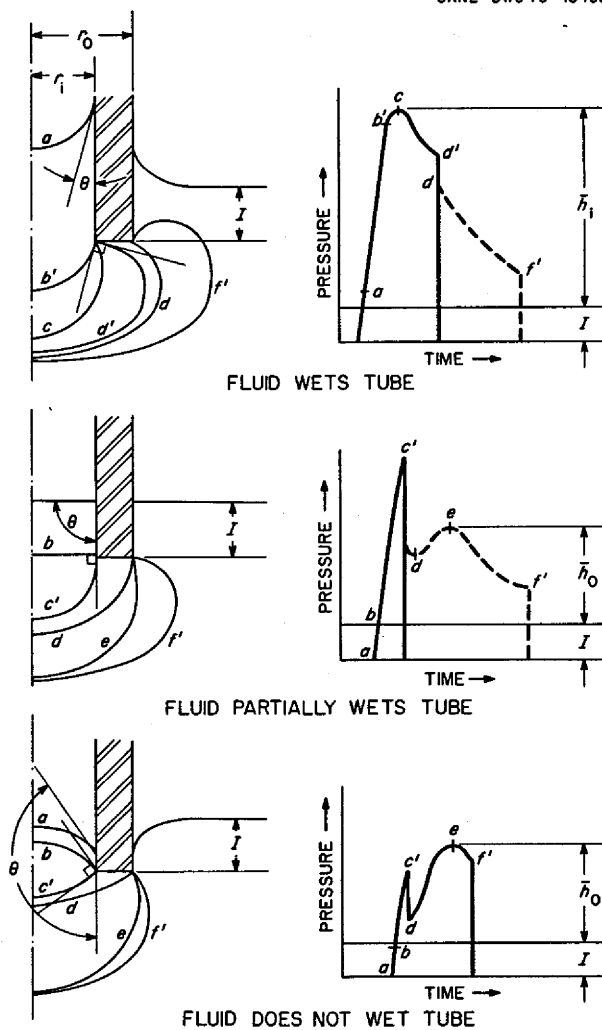 r₀
rᵢ
a
θ
I
b'
c
d'
d
f'
PRESSURE →
c
b'
d'
d
a
f'
h̄ᵢ
I
TIME →
FLUID WETS TUBE
θ
I
b
c'
d
e
f'
PRESSURE →
c'
e
d
f'
b
a
h̄₀
I
TIME →
FLUID PARTIALLY WETS TUBE
a
b
θ
I
c'
d
e
f'
PRESSURE →
c'
e
f'
d
b
a
h̄₀
I
TIME →
FLUID DOES NOT WET TUBE